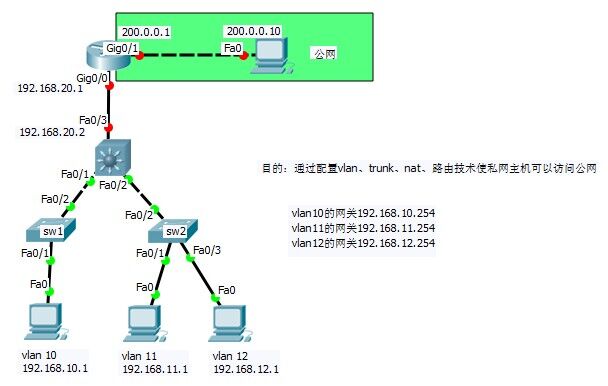 200.0.0.1
200.0.0.10
Gig0/1
Fa0
公网
Gig0/0
192.168.20.1
Fa0/3
192.168.20.2
Fa0/1
Fa0/2
目的：通过配置vlan、trunk、nat、路由技术使私网主机可以访问公网
Fa0/2
Fa0/2
vlan10的网关192.168.10.254
vlan11的网关192.168.11.254
vlan12的网关192.168.12.254
sw1
sw2
Fa0/1
Fa0/1
Fa0/3
Fa0
Fa0
Fa0
vlan 10
192.168.10.1
vlan 11
192.168.11.1
vlan 12
192.168.12.1